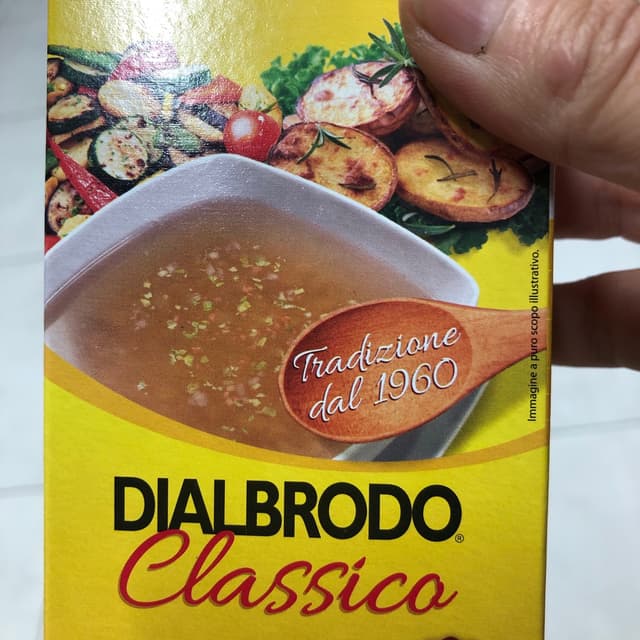 Tradizione
dal 1960
Immagine a puro scopo illustrativo.
DIALBRODO®
Classico